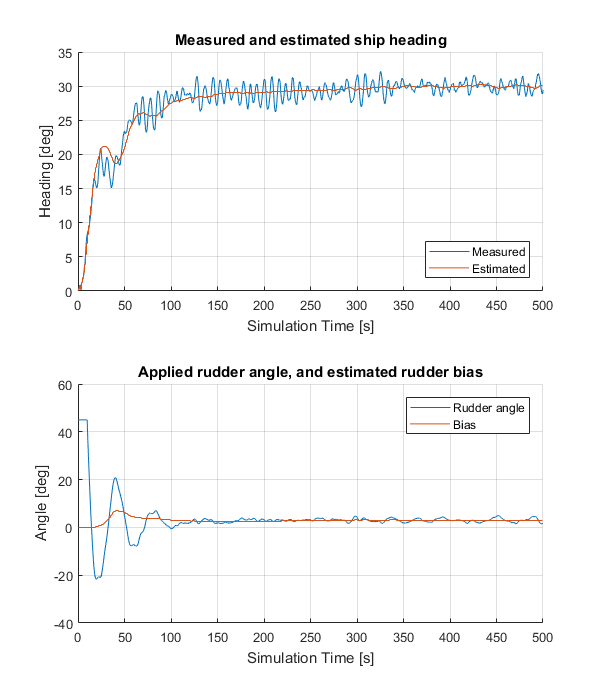 Measured and estimated ship heading
35
30
25
20
15
10
5
0
Heading [deg]
Measured
Estimated
0 50 100 150 200 250 300 350 400 450 500
Simulation Time [s]
Applied rudder angle, and estimated rudder bias
60
40
20
0
-20
-40
Angle [deg]
Rudder angle
Bias
0 50 100 150 200 250 300 350 400 450 500
Simulation Time [s]